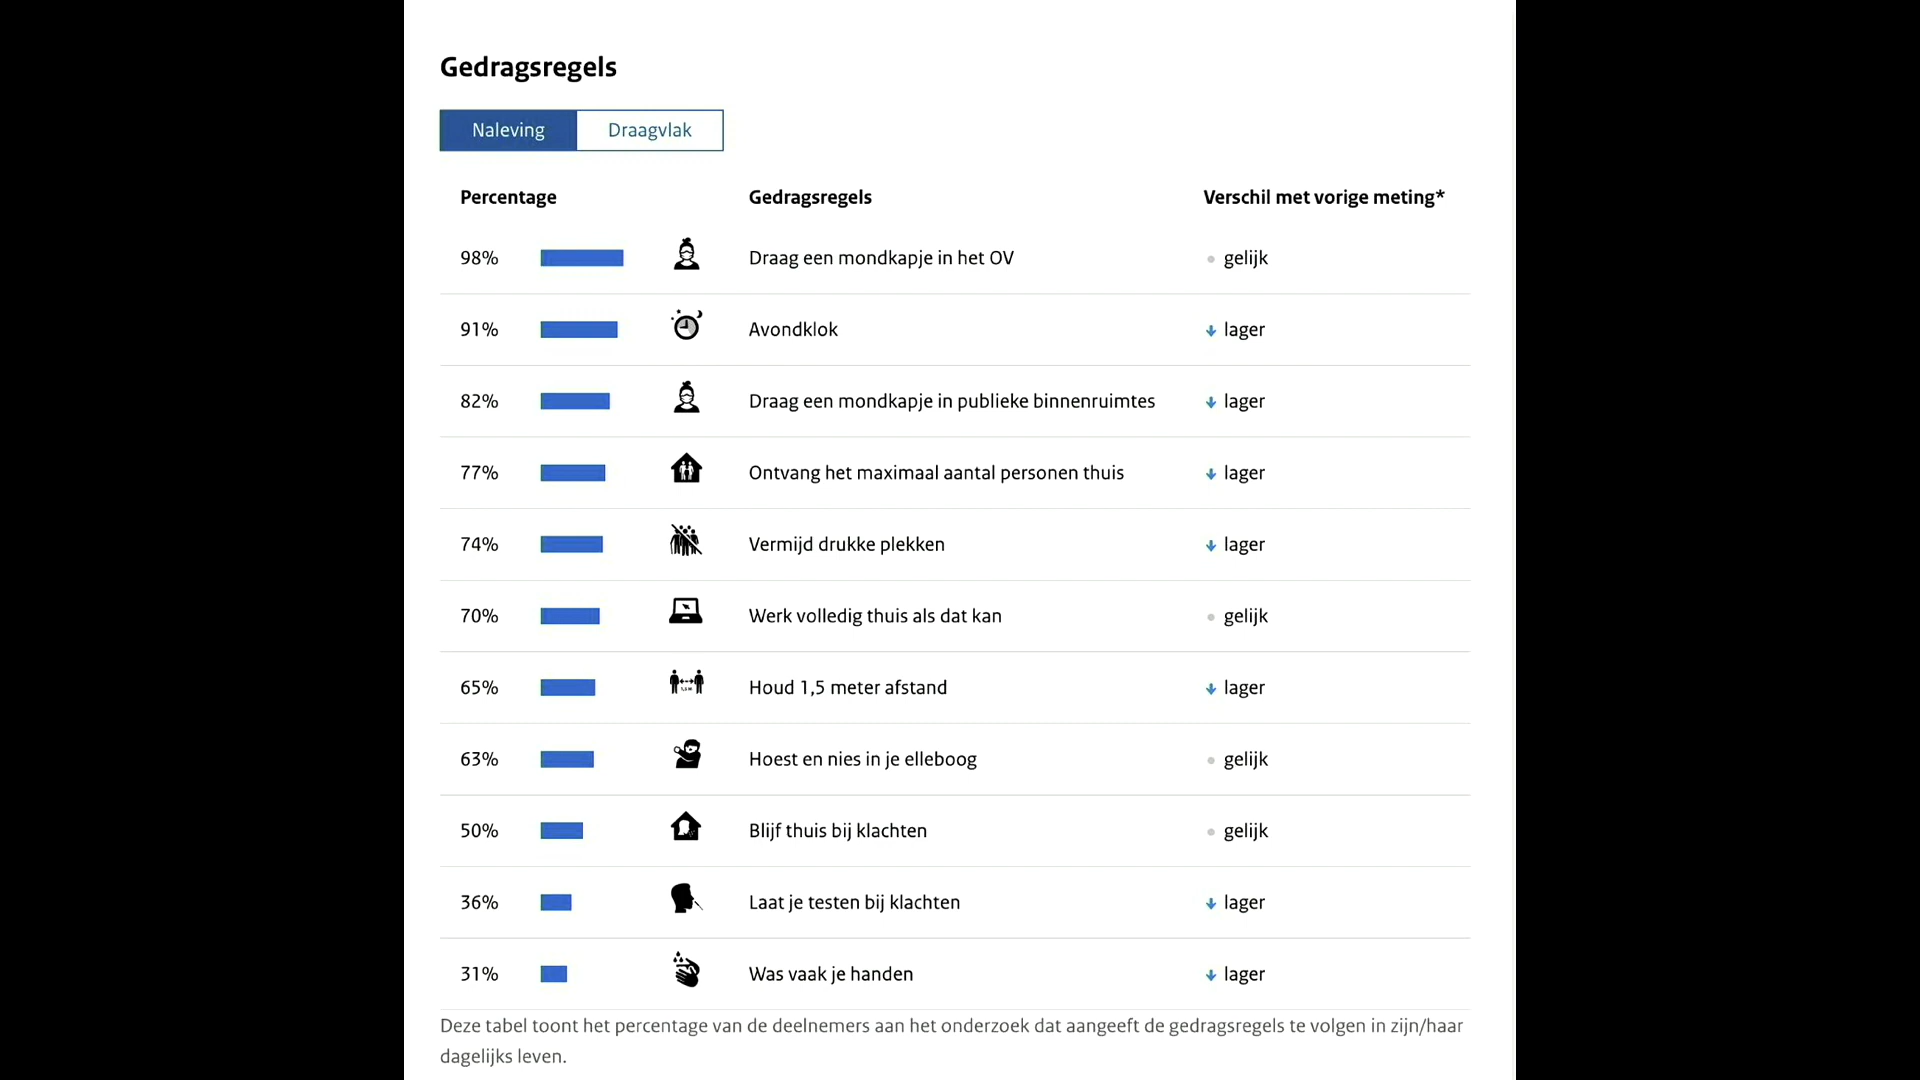 Gedragsregels
Naleving Draagvlak
Percentage Gedragsregels Verschil met vorige meting*
98% Draag een mondkapje in het OV gelijk
91% Avondklok lager
82% Draag een mondkapje in publieke binnenruimtes lager
77% Ontvang het maximaal aantal personen thuis lager
74% Vermijd drukke plekken lager
70% Werk volledig thuis als dat kan gelijk
65% Houd 1,5 meter afstand lager
63% Hoest en nies in je elleboog gelijk
50% Blijf thuis bij klachten gelijk
36% Laat je testen bij klachten lager
31% Was vaak je handen lager
Deze tabel toont het percentage van de deelnemers aan het onderzoek dat aangeeft de gedragsregels te volgen in zijn/haar
dagelijks leven.